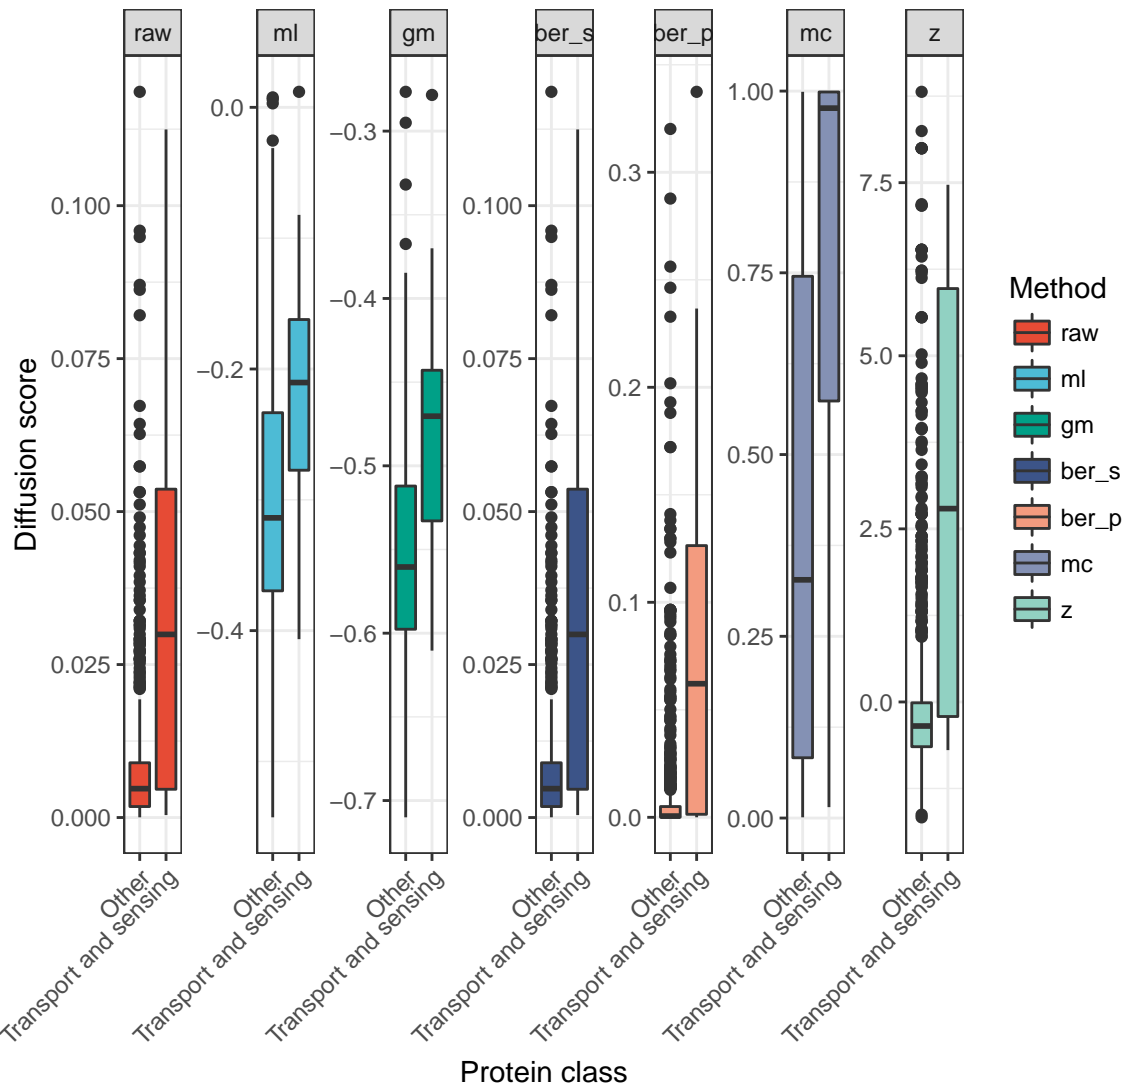 raw
ml
gm
ber_s
ber_p
mc
z
Diffusion score
0.100
0.075
0.050
0.025
0.000
0.0
−0.2
−0.4
−0.3
−0.4
−0.5
−0.6
−0.7
0.100
0.075
0.050
0.025
0.000
0.3
0.2
0.1
0.0
1.00
0.75
0.50
0.25
0.00
7.5
5.0
2.5
0.0
Other
Transport and sensing
Other
Transport and sensing
Other
Transport and sensing
Other
Transport and sensing
Other
Transport and sensing
Other
Transport and sensing
Other
Transport and sensing
Protein class
Method
raw
ml
gm
ber_s
ber_p
mc
z